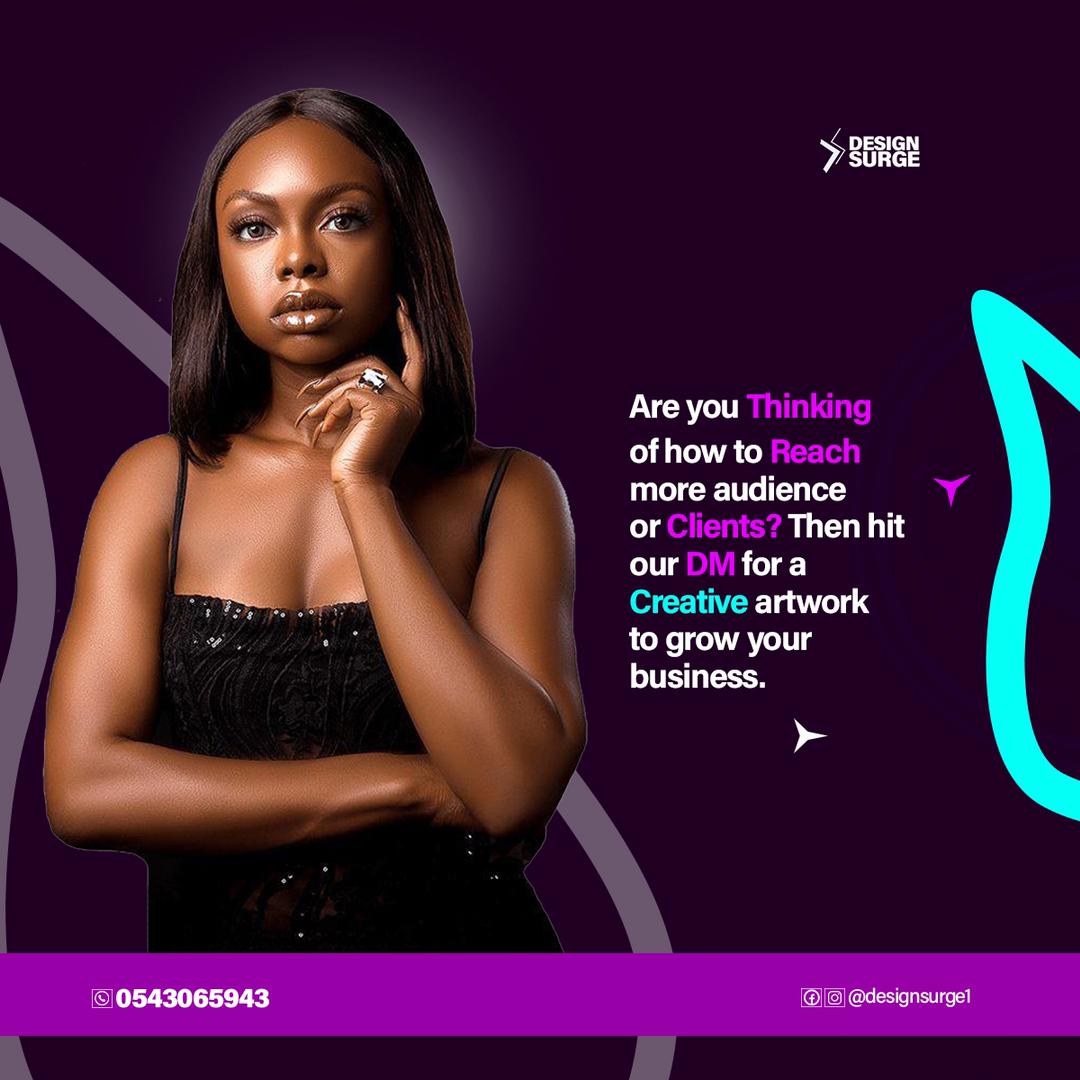 DESIGN
SURGE
Are you Thinking
of how to Reach
more audience
or Clients? Then hit
our DM for a
Creative artwork
to grow your
business.
0543065943
@designsurge1